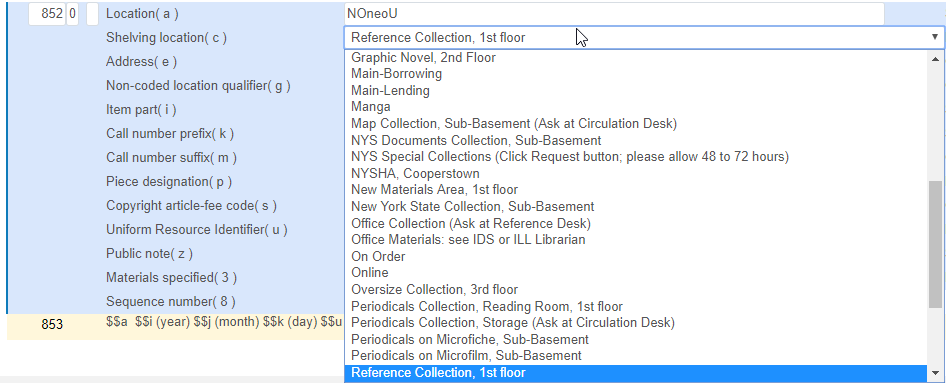 852 0 Location( a ) NOneoU
Shelving location( c ) Reference Collection, 1st floor
Address( e )
Non-coded location qualifier( g )
Item part( i )
Call number prefix( k )
Call number suffix( m )
Piece designation( p )
Copyright article-fee code( s )
Uniform Resource Identifier( u )
Public note( z )
Materials specified( 3 )
Sequence number( 8 )
Graphic Novel, 2nd Floor
Main-Borrowing
Main-Lending
Manga
Map Collection, Sub-Basement (Ask at Circulation Desk)
NYS Documents Collection, Sub-Basement
NYS Special Collections (Click Request button; please allow 48 to 72 hours)
NYSHA, Cooperstown
New Materials Area, 1st floor
New York State Collection, Sub-Basement
Office Collection (Ask at Reference Desk)
Office Materials: see IDS or ILL Librarian
On Order
Online
Oversize Collection, 3rd floor
Periodicals Collection, Reading Room, 1st floor
Periodicals Collection, Storage (Ask at Circulation Desk)
Periodicals on Microfiche, Sub-Basement
Periodicals on Microfilm, Sub-Basement
Reference Collection, 1st floor
853 $$a $$i (year) $$j (month) $$k (day) $$u